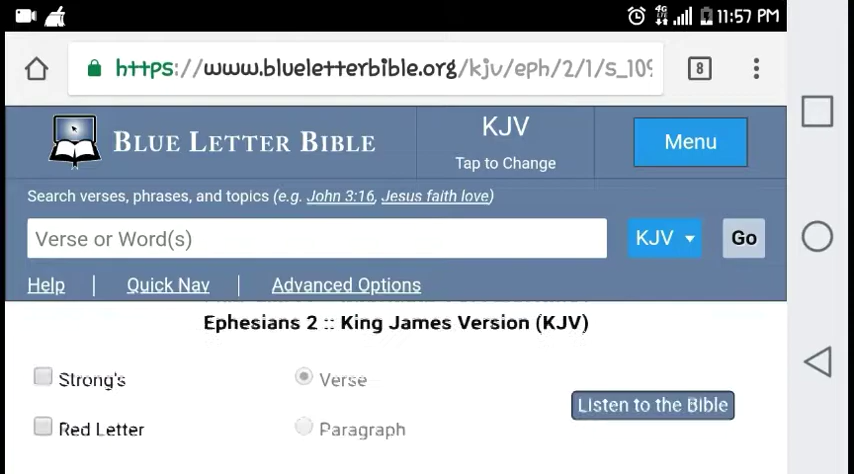 4G LTE 11:57 PM
https://www.blueletterbible.org/kjv/eph/2/1/s_109
8
BLUE LETTER BIBLE
KJV
Tap to Change
Menu
Search verses, phrases, and topics (e.g. John 3:16, Jesus faith love)
Verse or Word(s)
KJV
Go
Help | Quick Nav | Advanced Options
Ephesians 2 :: King James Version (KJV)
Strong's
Verse
Listen to the Bible
Red Letter
Paragraph